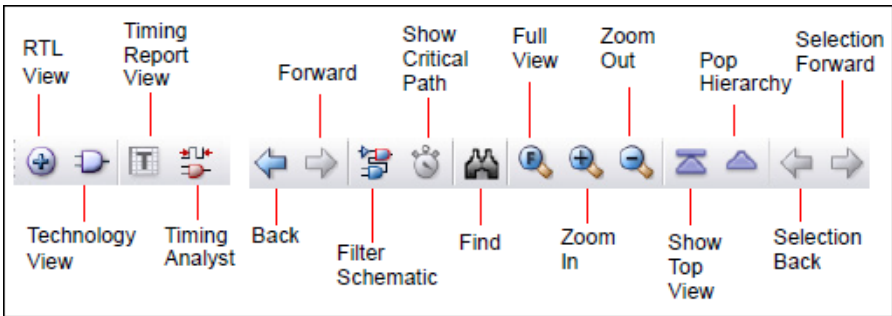 RTL
View
Timing
Report
View
Forward
Show
Critical
Path
Full
View
Zoom
Out
Pop
Hierarchy
Selection
Forward
F
T
Technology
View
Timing
Analyst
Back
Filter
Schematic
Find
Zoom
In
Show
Top
View
Selection
Back